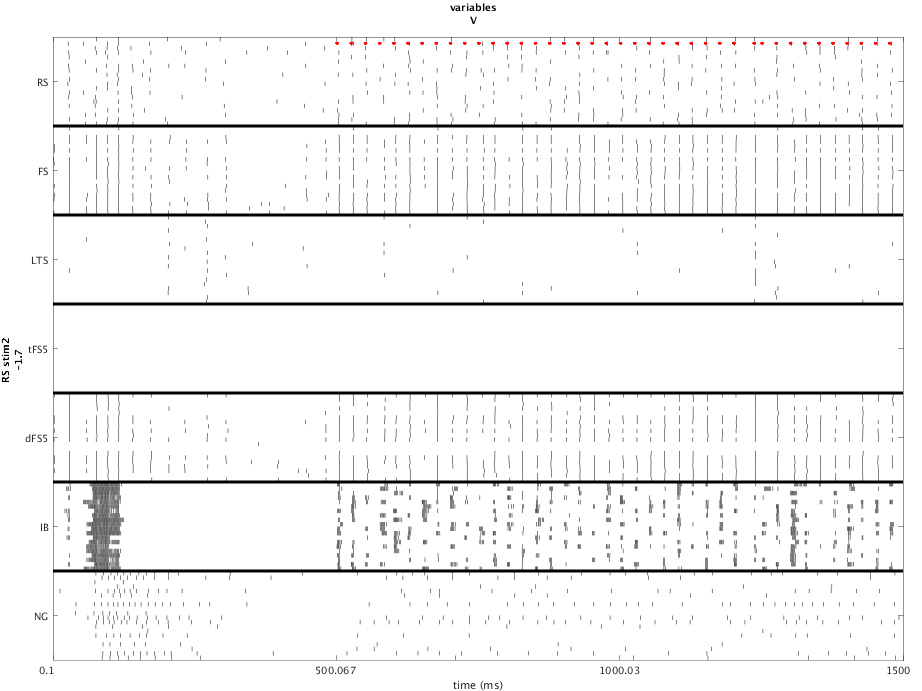 variables
V
RS
FS
LTS
tFS5
dFS5
IB
NG
RS stim2
-1.7
0.1
500.067
1000.03
1500
time (ms)